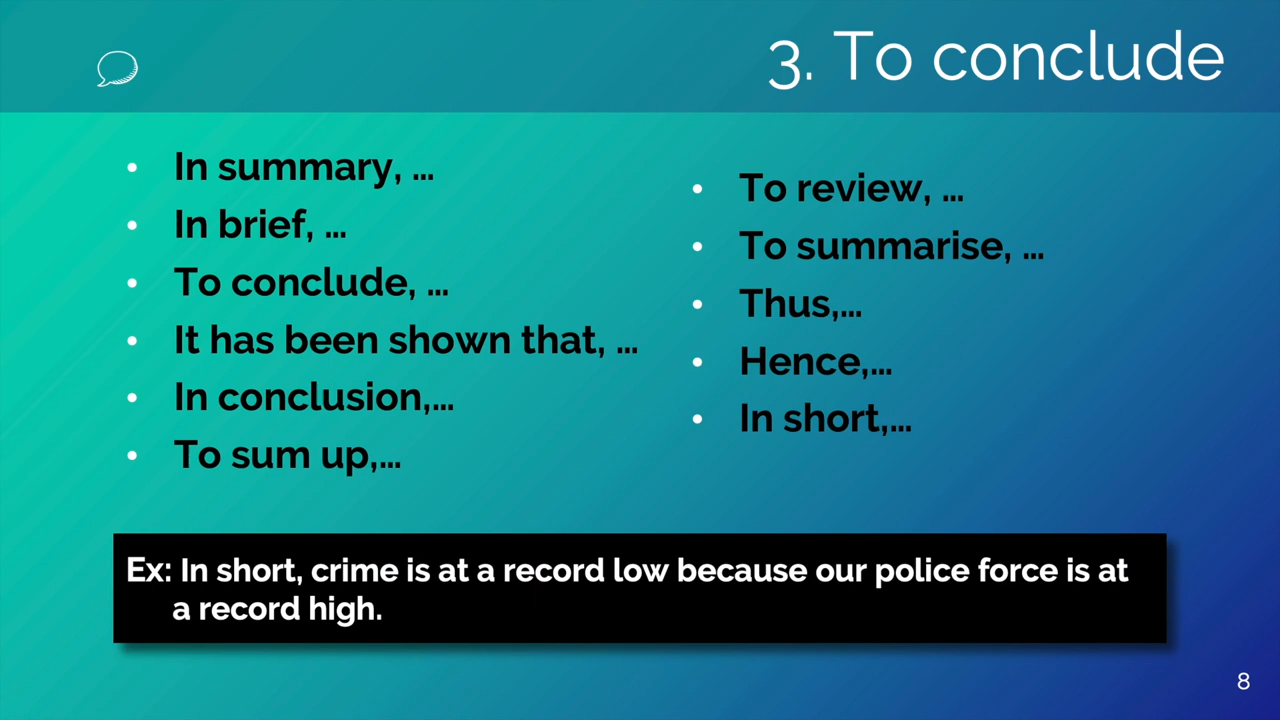 3. To conclude
• In summary, …
• In brief, …
• To conclude, …
• It has been shown that, …
• In conclusion,…
• To sum up,…
• To review, …
• To summarise, …
• Thus,…
• Hence,…
• In short,…
Ex: In short, crime is at a record low because our police force is at
a record high.
8